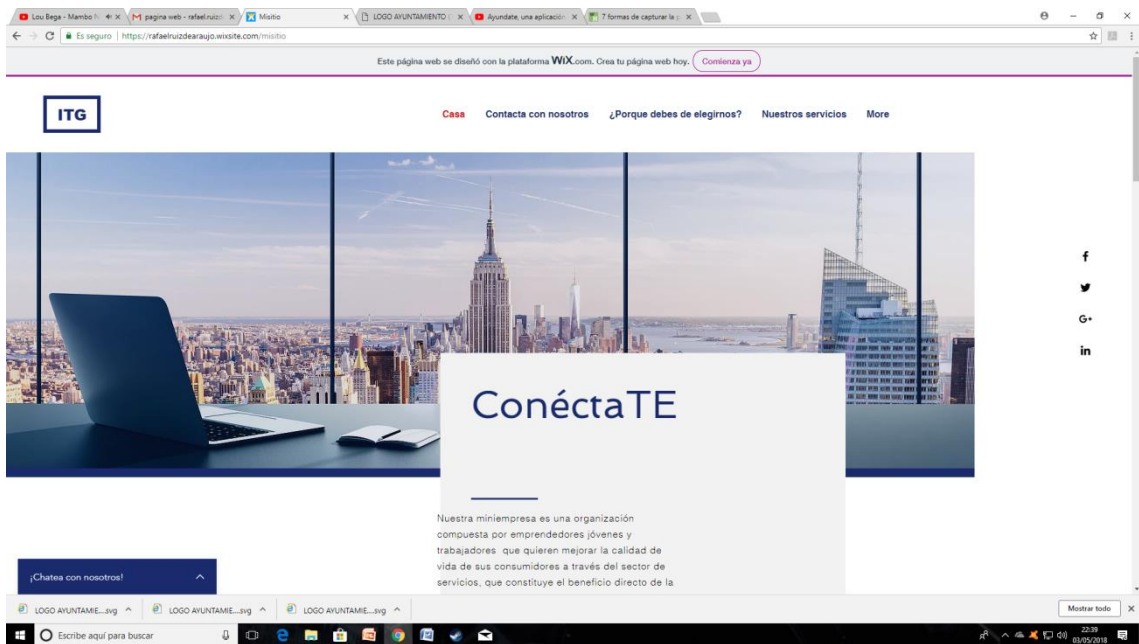 Lou Bega - Mambo N
pagina web - rafael.ruizd
Misitio
LOGO AYUNTAMIENTO
Ayundate, una aplicación
7 formas de capturar la p
Es seguro | https://rafaelruizdearaujo.wixsite.com/misitio
Este página web se diseñó con la plataforma WiX.com. Crea tu página web hoy. Comienza ya
ITG
Casa Contacta con nosotros ¿Porque debes de elegirnos? Nuestros servicios More
f
G+
in
ConéctaTE
Nuestra miniempresa es una organización
compuesta por emprendedores jóvenes y
trabajadores que quieren mejorar la calidad de
vida de sus consumidores a través del sector de
servicios, que constituye el beneficio directo de la
¡Chatea con nosotros!
LOGO AYUNTAMIE....svg LOGO AYUNTAMIE....svg LOGO AYUNTAMIE....svg Mostrar todo
Escribe aquí para buscar
22:39
03/05/2018